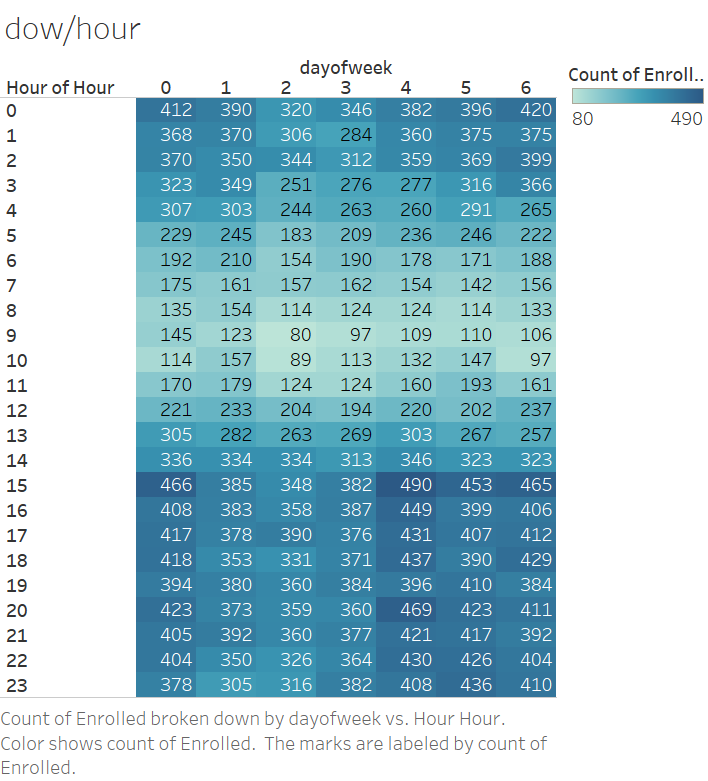 dow/hour
dayofweek
Hour of Hour 0 1 2 3 4 5 6
0 412 390 320 346 382 396 420
1 368 370 306 284 360 375 375
2 370 350 344 312 359 369 399
3 323 349 251 276 277 316 366
4 307 303 244 263 260 291 265
5 229 245 183 209 236 246 222
6 192 210 154 190 178 171 188
7 175 161 157 162 154 142 156
8 135 154 114 124 124 114 133
9 145 123 80 97 109 110 106
10 114 157 89 113 132 147 97
11 170 179 124 124 160 193 161
12 221 233 204 194 220 202 237
13 305 282 263 269 303 267 257
14 336 334 334 313 346 323 323
15 466 385 348 382 490 453 465
16 408 383 358 387 449 399 406
17 417 378 390 376 431 407 412
18 418 353 331 371 437 390 429
19 394 380 360 384 396 410 384
20 423 373 359 360 469 423 411
21 405 392 360 377 421 417 392
22 404 350 326 364 430 426 404
23 378 305 316 382 408 436 410
Count of Enroll..
80 490
Count of Enrolled broken down by dayofweek vs. Hour Hour.
Color shows count of Enrolled.  The marks are labeled by count of
Enrolled.